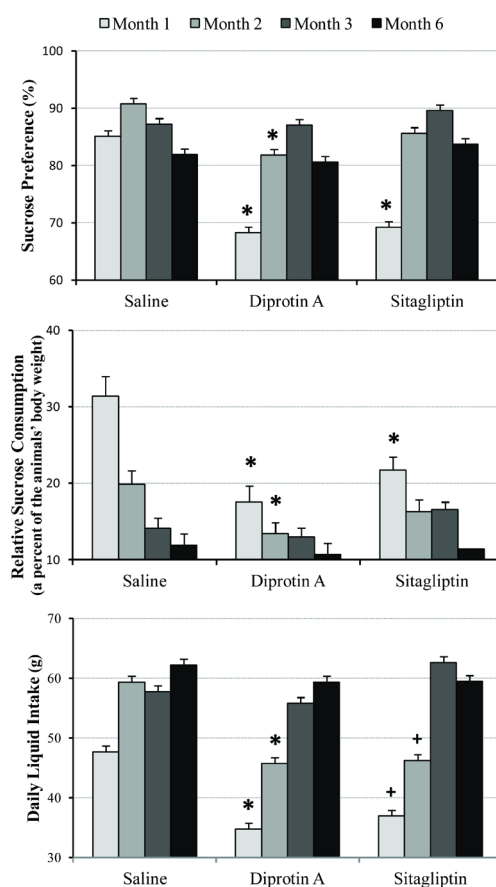 Month 1 Month 2 Month 3 Month 6
Sucrose Preference (%)
100
90
80
70
60
* * *
Saline Diprotin A Sitagliptin
Relative Sucrose Consumption
(a percent of the animals' body weight)
40
30
20
10
* * *
Saline Diprotin A Sitagliptin
Daily Liquid Intake (g)
70
60
50
40
30
* * + +
Saline Diprotin A Sitagliptin